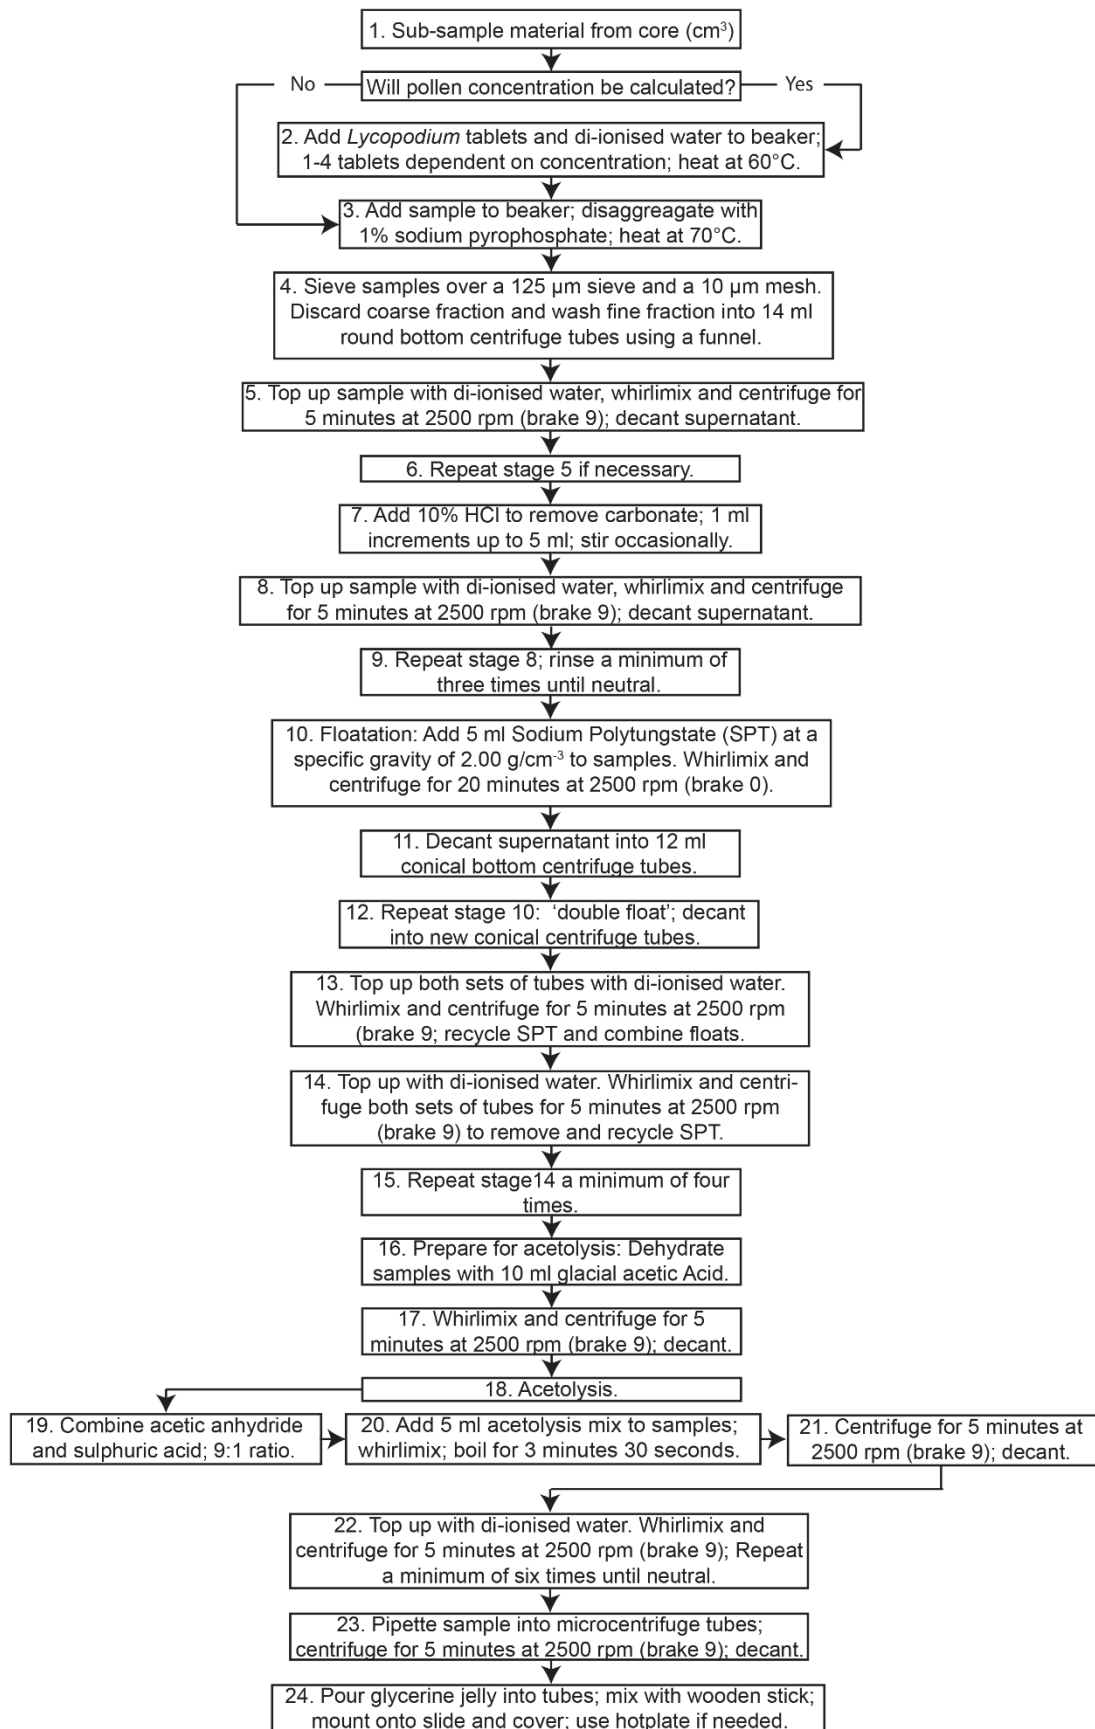 1. Sub-sample material from core (cm³)
No
Will pollen concentration be calculated?
Yes
2. Add Lycopodium tablets and di-ionised water to beaker;
1-4 tablets dependent on concentration; heat at 60°C.
3. Add sample to beaker; disaggreagate with
1% sodium pyrophosphate; heat at 70°C.
4. Sieve samples over a 125 µm sieve and a 10 µm mesh.
Discard coarse fraction and wash fine fraction into 14 ml
round bottom centrifuge tubes using a funnel.
5. Top up sample with di-ionised water, whirlimix and centrifuge for
5 minutes at 2500 rpm (brake 9); decant supernatant.
6. Repeat stage 5 if necessary.
7. Add 10% HCl to remove carbonate; 1 ml
increments up to 5 ml; stir occasionally.
8. Top up sample with di-ionised water, whirlimix and centrifuge
for 5 minutes at 2500 rpm (brake 9); decant supernatant.
9. Repeat stage 8; rinse a minimum of
three times until neutral.
10. Floatation: Add 5 ml Sodium Polytungstate (SPT) at a
specific gravity of 2.00 g/cm⁻³ to samples. Whirlimix and
centrifuge for 20 minutes at 2500 rpm (brake 0).
11. Decant supernatant into 12 ml
conical bottom centrifuge tubes.
12. Repeat stage 10: ‘double float’; decant
into new conical centrifuge tubes.
13. Top up both sets of tubes with di-ionised water.
Whirlimix and centrifuge for 5 minutes at 2500 rpm
(brake 9; recycle SPT and combine floats.
14. Top up with di-ionised water. Whirlimix and centri-
fuge both sets of tubes for 5 minutes at 2500 rpm
(brake 9) to remove and recycle SPT.
15. Repeat stage14 a minimum of four
times.
16. Prepare for acetolysis: Dehydrate
samples with 10 ml glacial acetic Acid.
17. Whirlimix and centrifuge for 5
minutes at 2500 rpm (brake 9); decant.
18. Acetolysis.
19. Combine acetic anhydride
and sulphuric acid; 9:1 ratio.
20. Add 5 ml acetolysis mix to samples;
whirlimix; boil for 3 minutes 30 seconds.
21. Centrifuge for 5 minutes at
2500 rpm (brake 9); decant.
22. Top up with di-ionised water. Whirlimix and
centrifuge for 5 minutes at 2500 rpm (brake 9); Repeat
a minimum of six times until neutral.
23. Pipette sample into microcentrifuge tubes;
centrifuge for 5 minutes at 2500 rpm (brake 9); decant.
24. Pour glycerine jelly into tubes; mix with wooden stick;
mount onto slide and cover; use hotplate if needed.